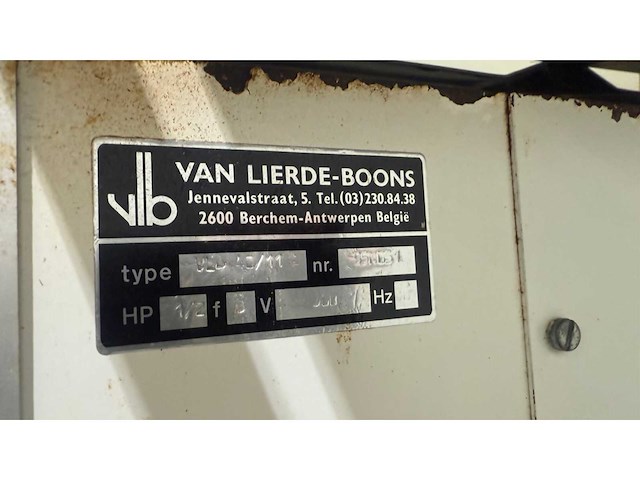 vlb
VAN LIERDE-BOONS
Jennevalstraat, 5. Tel. (03)230.84.38
2600 Berchem-Antwerpen België
type nr.
HP 1/2 f 3 V Hz